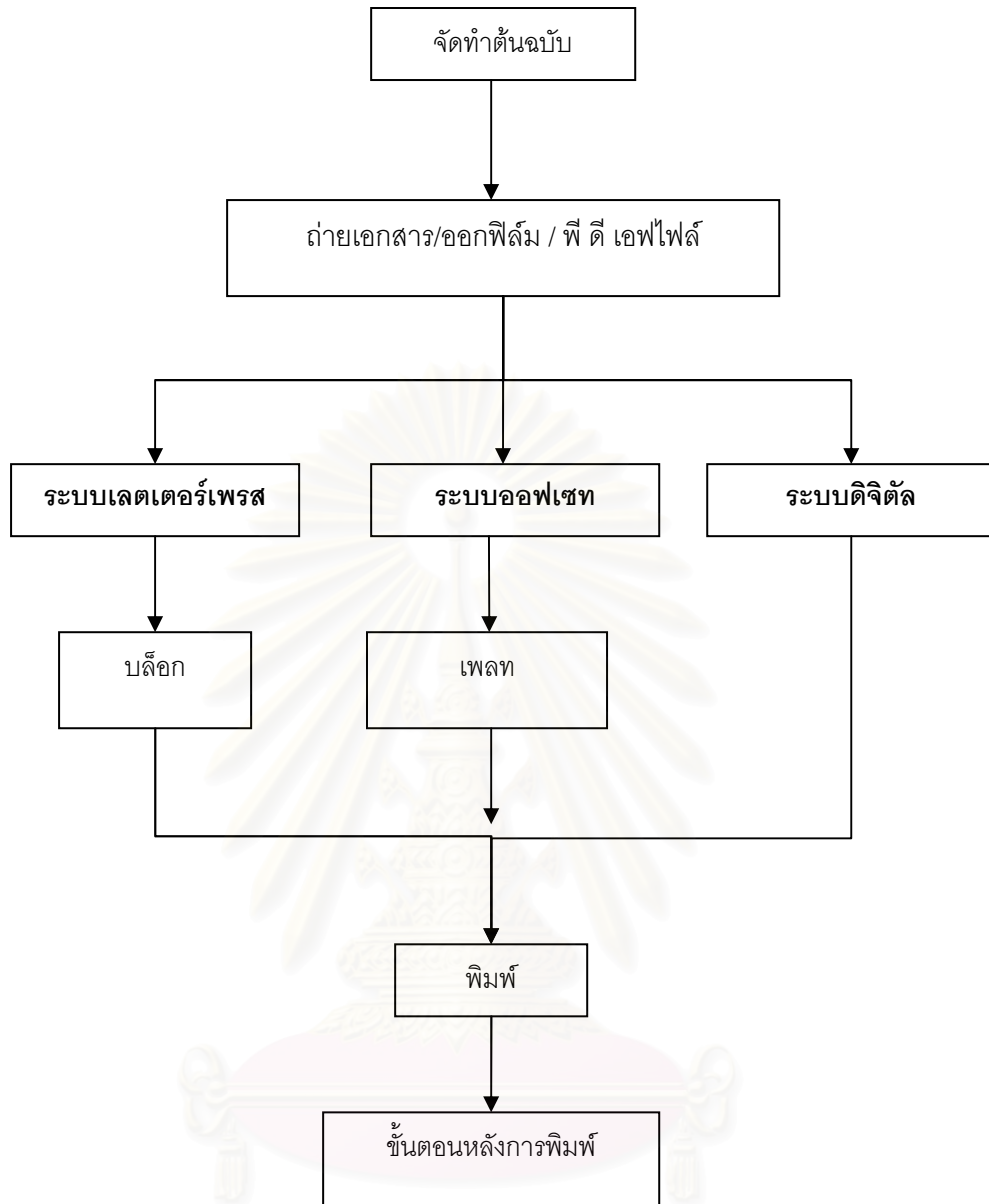 จัดทำต้นฉบับ
ถ่ายเอกสาร/ออกฟิล์ม / พี ดี เอฟไฟล์
ระบบเลตเตอร์เพรส
ระบบออฟเซท
ระบบดิจิตัล
บล็อก
เพลท
พิมพ์
ขั้นตอนหลังการพิมพ์